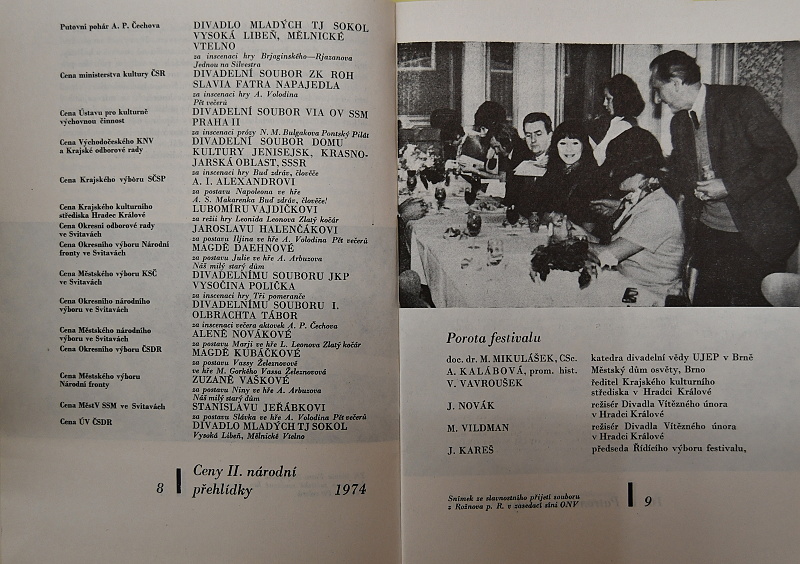 Putovní pohár A. P. Čechova
DIVADLO MLADÝCH TJ SOKOL
VYSOKÁ LIBEŇ, MĚLNICKÉ
VTELNO
za inscenaci hry Brjaginského—Rjazanova
Jednou na Silvestra
Cena ministerstva kultury ČSR
DIVADELNÍ SOUBOR ZK ROH
SLAVIA FATRA NAPAJEDLA
za inscenaci hry A. Volodina
Pět večerů
Cena Ústavu pro kulturně
výchovnou činnost
DIVADELNÍ SOUBOR VIA OV SSM
PRAHA II
za inscenaci prózy N. M. Bulgakova Pontský Pilát
Cena Východočeského KNV
a Krajské odborové rady
DIVADELNÍ SOUBOR DOMU
KULTURY JENISEJSK, KRASNO-
JARSKÁ OBLAST, SSSR
za inscenaci hry Buď zdráv, člověče
Cena Krajského výboru SČSP
A. I. ALEXANDROVI
za postavu Napoleona ve hře
A. S. Makarenka Buď zdráv, člověče!
Cena Krajského kulturního
střediska Hradec Králové
LUBOMÍRU VAJDIČKOVI
za režii hry Leonida Leonova Zlatý kočár
Cena Okresní odborové rady
ve Svitavách
JAROSLAVU HALENČÁKOVI
za postavu Iljina ve hře A. Volodina Pět večerů
Cena Okresního výboru Národní
fronty ve Svitavách
MAGDĚ DAEHNOVÉ
za postavu Julie ve hře A. Arbuzova
Náš milý starý dům
Cena Městského výboru KSČ
ve Svitavách
DIVADELNÍMU SOUBORU JKP
VYSOČINA POLIČKA
za inscenaci hry Tři pomeranče
Cena Okresního národního
výboru ve Svitavách
DIVADELNÍMU SOUBORU I.
OLBRACHTA TÁBOR
za inscenaci večera aktovek A. P. Čechova
Cena Městského národního
výboru ve Svitavách
ALENĚ NOVÁKOVÉ
za postavu Marji ve hře L. Leonova Zlatý kočár
Cena Okresního výboru ČSDR
MAGDĚ KUBÁČKOVÉ
za postavu Vassy Železnovové
ve hře M. Gorkého Vassa Železnovová
Cena Městského výboru
Národní fronty
ZUZANĚ VAŠKOVÉ
za postavu Niny ve hře A. Arbuzova
Náš milý starý dům
Cena MěstV SSM ve Svitavách
STANISLAVU JEŘÁBKOVI
za postavu Slávka ve hře A. Volodina Pět večerů
Cena ÚV ČSDR
DIVADLO MLADÝCH TJ SOKOL
Vysoká Libeň, Mělnické Vtelno
8
Ceny II. národní
přehlídky 1974
Porota festivalu
doc. dr. M. MIKULÁŠEK, CSc. katedra divadelní vědy UJEP v Brně
A. KALÁBOVÁ, prom. hist. Městský dům osvěty, Brno
V. VAVROUŠEK ředitel Krajského kulturního
střediska v Hradci Králové
J. NOVÁK režisér Divadla Vítězného února
v Hradci Králové
M. VILDMAN režisér Divadla Vítězného února
v Hradci Králové
J. KAREŠ předseda Řídícího výboru festivalu,
Snímek ze slavnostního přijetí souboru
z Rožnova p. R. v zasedací síni ONV
9